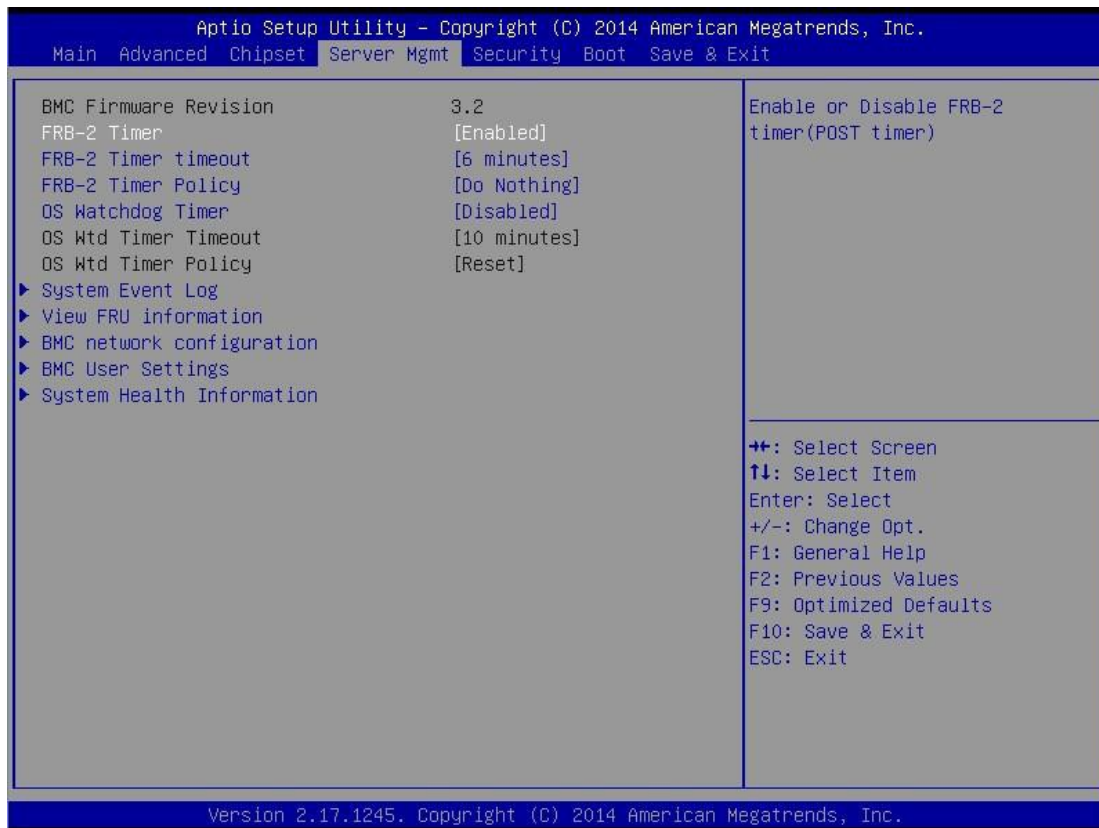 Aptio Setup Utility – Copyright (C) 2014 American Megatrends, Inc.
Main Advanced Chipset Server Mgmt Security Boot Save & Exit
BMC Firmware Revision 3.2
FRB-2 Timer [Enabled]
FRB-2 Timer timeout [6 minutes]
FRB-2 Timer Policy [Do Nothing]
OS Watchdog Timer [Disabled]
OS Wtd Timer Timeout [10 minutes]
OS Wtd Timer Policy [Reset]
▶ System Event Log
▶ View FRU information
▶ BMC network configuration
▶ BMC User Settings
▶ System Health Information
Enable or Disable FRB-2
timer(POST timer)
→←: Select Screen
↑↓: Select Item
Enter: Select
+/-: Change Opt.
F1: General Help
F2: Previous Values
F9: Optimized Defaults
F10: Save & Exit
ESC: Exit
Version 2.17.1245. Copyright (C) 2014 American Megatrends, Inc.